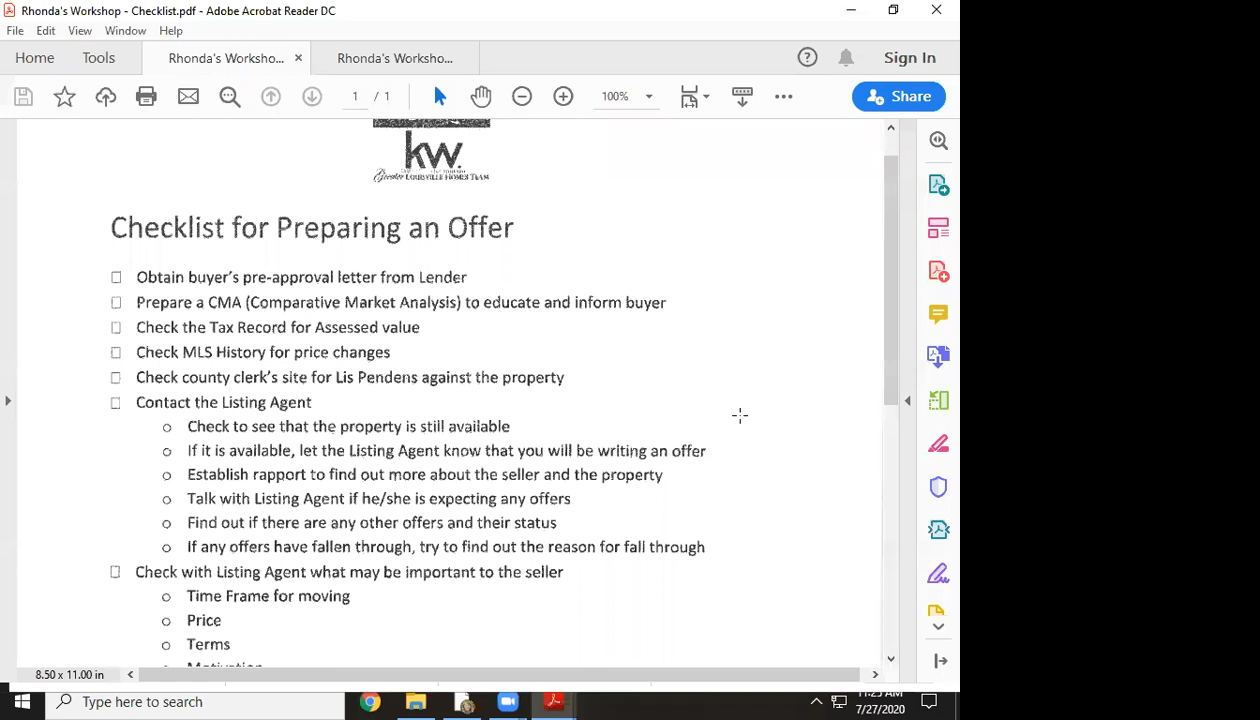 Rhonda's Workshop - Checklist.pdf - Adobe Acrobat Reader DC
File Edit View Window Help
Home Tools Rhonda's Worksho... × Rhonda's Worksho... Sign In
1 / 1 100% Share
kw.
Greater LOUISVILLE HOMES TEAM
Checklist for Preparing an Offer
Obtain buyer's pre-approval letter from Lender
Prepare a CMA (Comparative Market Analysis) to educate and inform buyer
Check the Tax Record for Assessed value
Check MLS History for price changes
Check county clerk's site for Lis Pendens against the property
Contact the Listing Agent
o Check to see that the property is still available
o If it is available, let the Listing Agent know that you will be writing an offer
o Establish rapport to find out more about the seller and the property
o Talk with Listing Agent if he/she is expecting any offers
o Find out if there are any other offers and their status
o If any offers have fallen through, try to find out the reason for fall through
Check with Listing Agent what may be important to the seller
o Time Frame for moving
o Price
o Terms
o Motivation
8.50 x 11.00 in
Type here to search
11:25 AM
7/27/2020